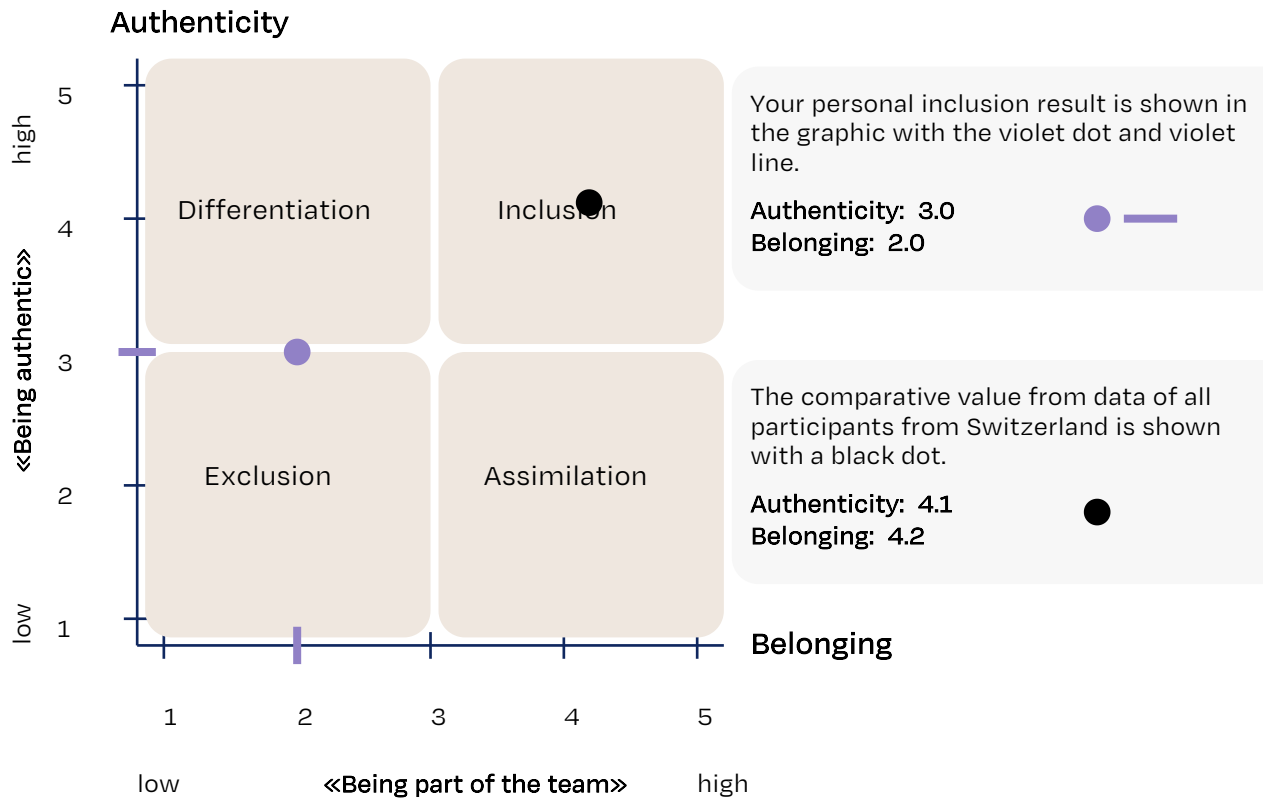 Authenticity
5
high
4
«Being authentic»
3
2
low
1
Differentiation
Inclusion
Exclusion
Assimilation
1
2
3
4
5
low
«Being part of the team»
high
Belonging
Your personal inclusion result is shown in
the graphic with the violet dot and violet
line.
Authenticity: 3.0
Belonging: 2.0
The comparative value from data of all
participants from Switzerland is shown
with a black dot.
Authenticity: 4.1
Belonging: 4.2